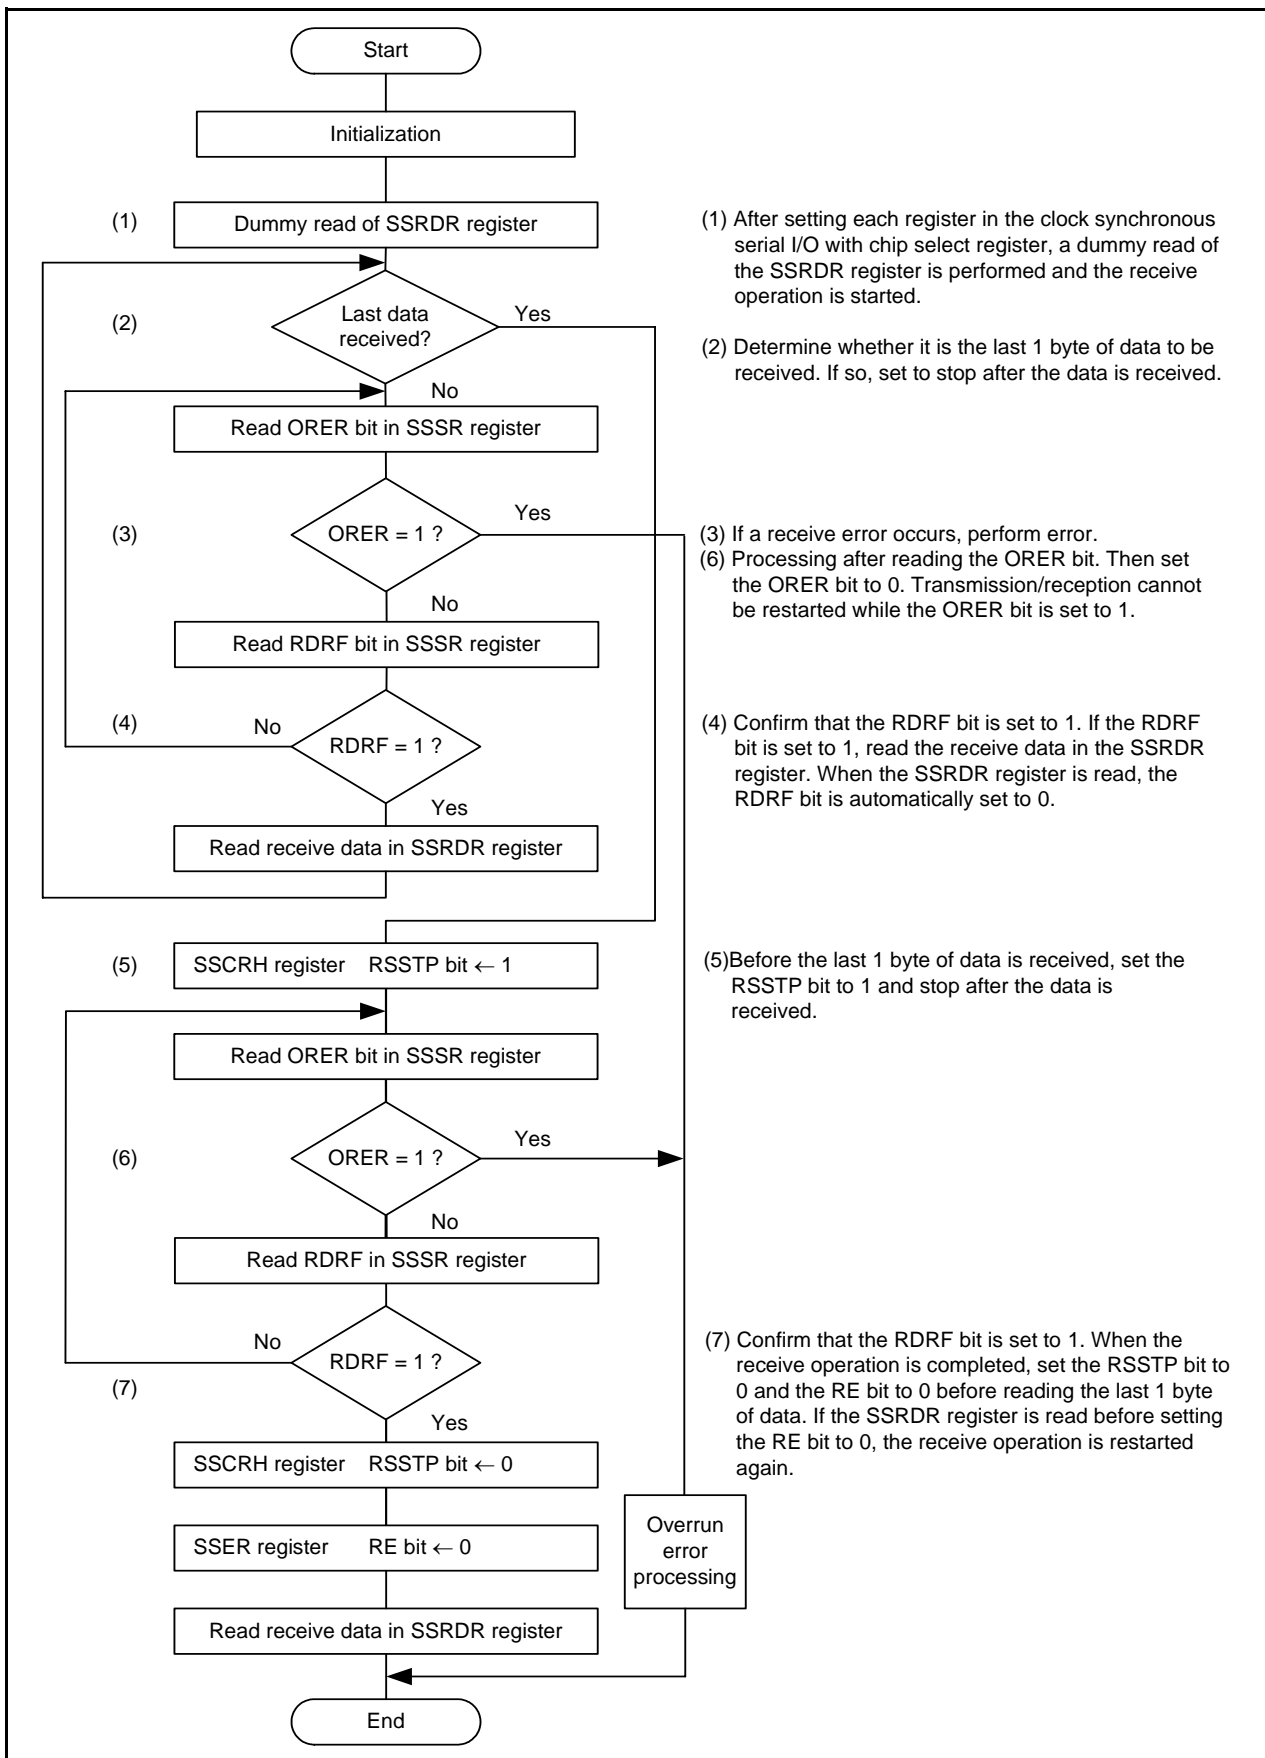 Start
Initialization
(1)
Dummy read of SSRDR register
(1) After setting each register in the clock synchronous
serial I/O with chip select register, a dummy read of
the SSRDR register is performed and the receive
operation is started.
(2)
Last data
received?
Yes
No
(2) Determine whether it is the last 1 byte of data to be
received. If so, set to stop after the data is received.
Read ORER bit in SSSR register
(3)
ORER = 1 ?
Yes
No
(3) If a receive error occurs, perform error.
(6) Processing after reading the ORER bit. Then set
the ORER bit to 0. Transmission/reception cannot
be restarted while the ORER bit is set to 1.
Read RDRF bit in SSSR register
(4)
No
RDRF = 1 ?
Yes
(4) Confirm that the RDRF bit is set to 1. If the RDRF
bit is set to 1, read the receive data in the SSRDR
register. When the SSRDR register is read, the
RDRF bit is automatically set to 0.
Read receive data in SSRDR register
(5)
SSCRH register RSSTP bit ← 1
(5)Before the last 1 byte of data is received, set the
RSSTP bit to 1 and stop after the data is
received.
Read ORER bit in SSSR register
(6)
ORER = 1 ?
Yes
No
Read RDRF in SSSR register
No
RDRF = 1 ?
(7)
Yes
(7) Confirm that the RDRF bit is set to 1. When the
receive operation is completed, set the RSSTP bit to
0 and the RE bit to 0 before reading the last 1 byte
of data. If the SSRDR register is read before setting
the RE bit to 0, the receive operation is restarted
again.
SSCRH register RSSTP bit ← 0
SSER register RE bit ← 0
Overrun
error
processing
Read receive data in SSRDR register
End